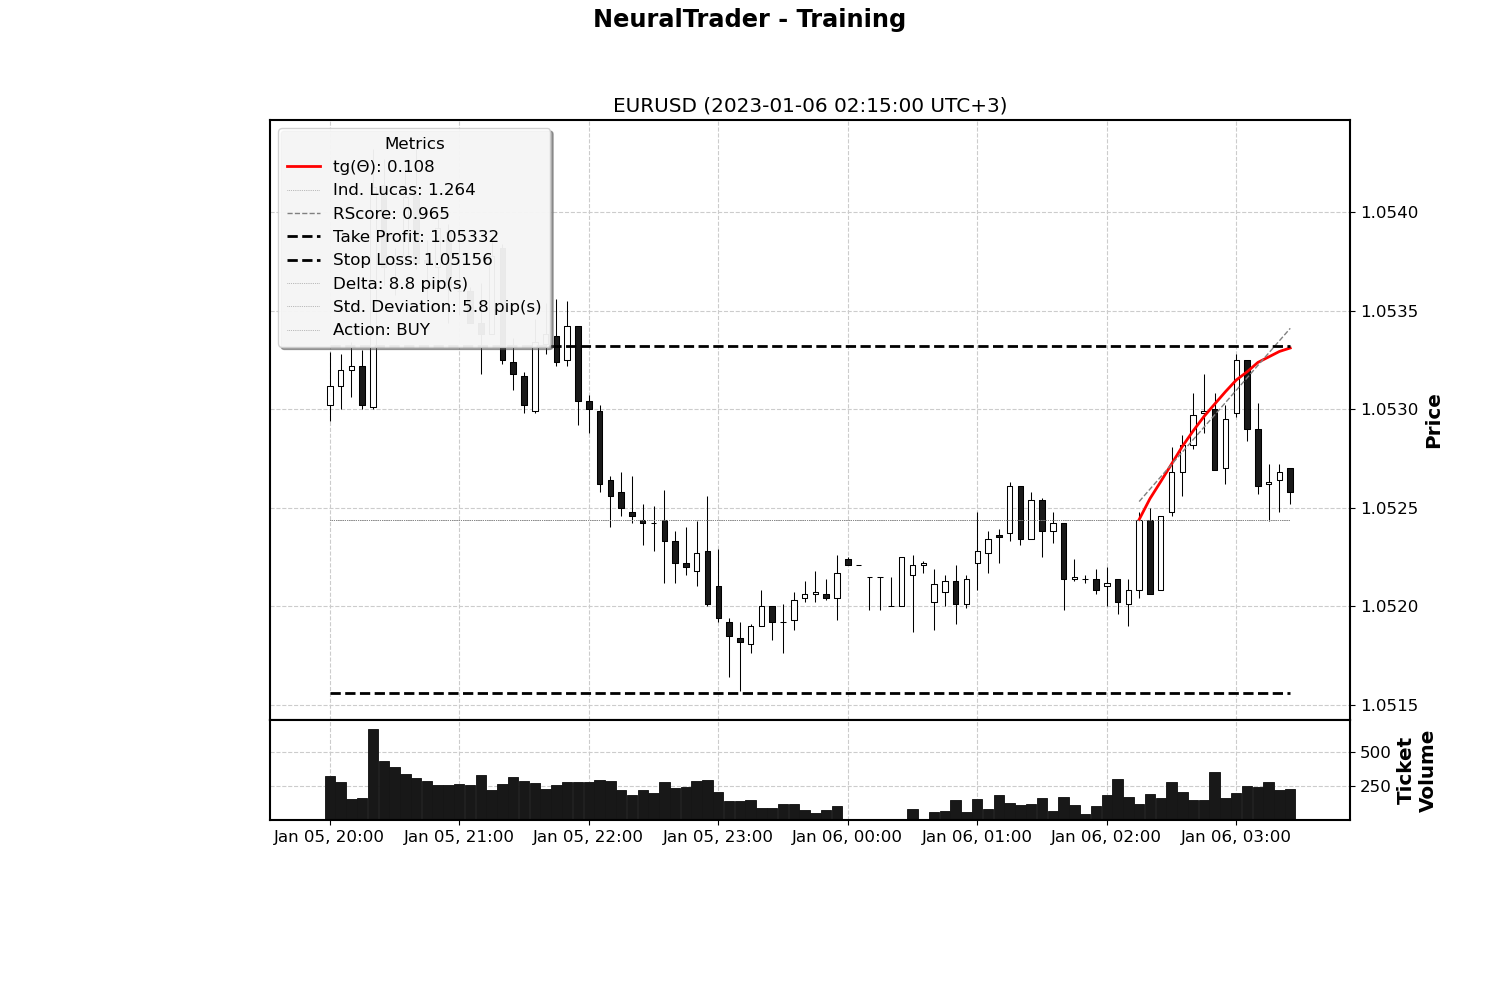 NeuralTrader - Training
EURUSD (2023-01-06 02:15:00 UTC+3)
Metrics
tg(Θ): 0.108
Ind. Lucas: 1.264
RScore: 0.965
Take Profit: 1.05332
Stop Loss: 1.05156
Delta: 8.8 pip(s)
Std. Deviation: 5.8 pip(s)
Action: BUY
1.0540
1.0535
1.0530
1.0525
1.0520
1.0515
Price
500
250
Ticket
Volume
Jan 05, 20:00
Jan 05, 21:00
Jan 05, 22:00
Jan 05, 23:00
Jan 06, 00:00
Jan 06, 01:00
Jan 06, 02:00
Jan 06, 03:00